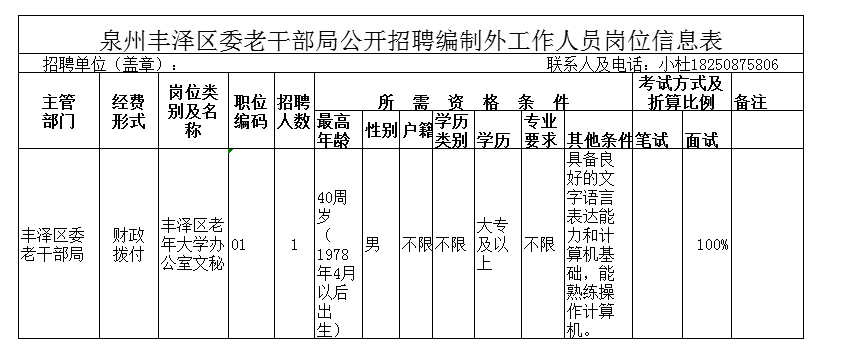 泉州丰泽区委老干部局公开招聘编制外工作人员岗位信息表
招聘单位（盖章）： 联系人及电话：小杜18250875806
主管
部门
经费
形式
岗位类
别及名
称
职位
编码
招聘
人数
所需资格条件
考试方式及
折算比例
备注
最高
年龄
性别
户籍
学历
类别
学历
专业
要求
其他条件
笔试
面试
丰泽区委
老干部局
财政
拨付
丰泽区老
年大学办
公室文秘
01
1
40周
岁
（
1978
年4月
以后
出
生）
男
不限
不限
大专
及以
上
不限
具备良
好的文
字语言
表达能
力和计
算机基
础，能
熟练操
作计算
机。
100%